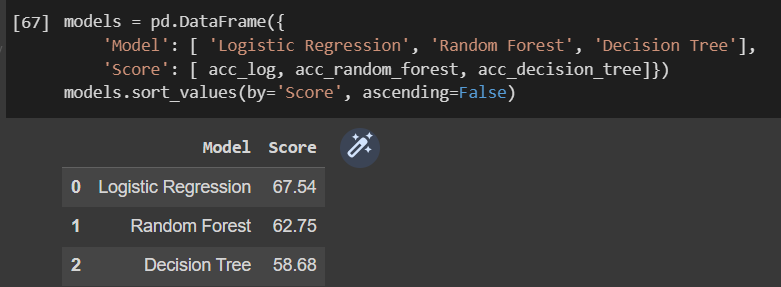 [67] models = pd.DataFrame({
'Model': [ 'Logistic Regression', 'Random Forest', 'Decision Tree'],
'Score': [ acc_log, acc_random_forest, acc_decision_tree]})
models.sort_values(by='Score', ascending=False)
Model Score
0 Logistic Regression 67.54
1 Random Forest 62.75
2 Decision Tree 58.68